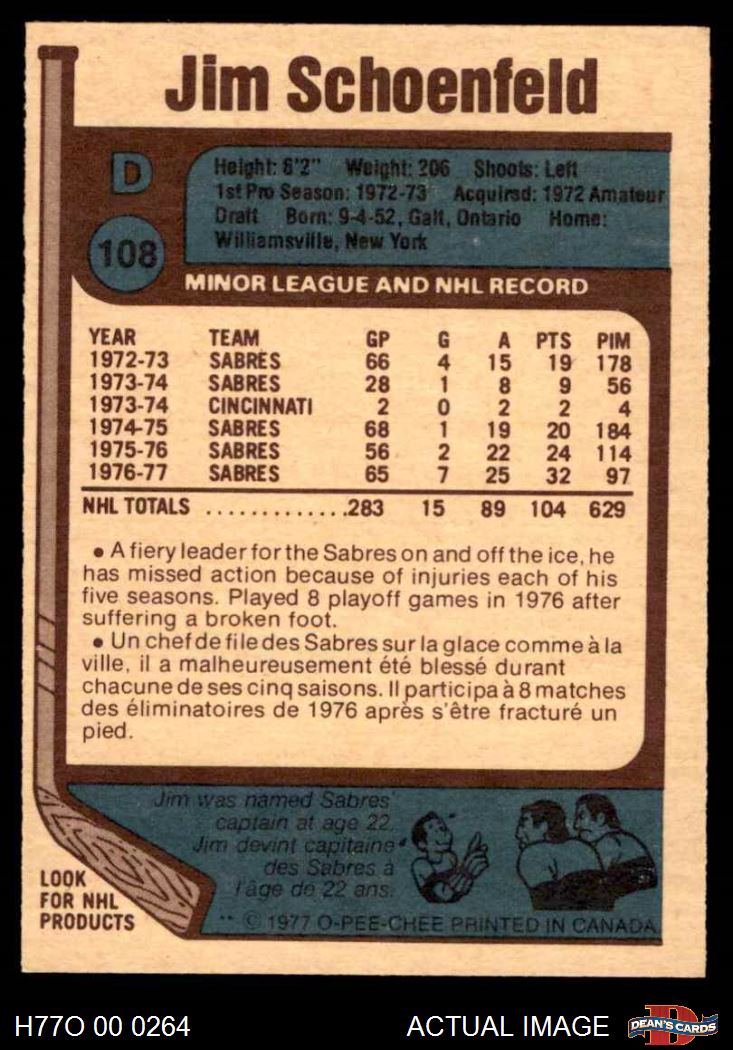 Jim Schoenfeld
D
108
Height: 6'2" Weight: 206 Shoots: Left
1st Pro Season: 1972-73 Acquired: 1972 Amateur
Draft Born: 9-4-52, Galt, Ontario Home:
Williamsville, New York
MINOR LEAGUE AND NHL RECORD
YEAR TEAM GP G A PTS PIM
1972-73 SABRES 66 4 15 19 178
1973-74 SABRES 28 1 8 9 56
1973-74 CINCINNATI 2 0 2 2 4
1974-75 SABRES 68 1 19 20 184
1975-76 SABRES 56 2 22 24 114
1976-77 SABRES 65 7 25 32 97
NHL TOTALS .............283 15 89 104 629
• A fiery leader for the Sabres on and off the ice, he
has missed action because of injuries each of his
five seasons. Played 8 playoff games in 1976 after
suffering a broken foot.
• Un chef de file des Sabres sur la glace comme à la
ville, il a malheureusement été blessé durant
chacune de ses cinq saisons. Il participa à 8 matches
des éliminatoires de 1976 après s'être fracturé un
pied.
Jim was named Sabres'
captain at age 22.
Jim devint capitaine
des Sabres à
l'âge de 22 ans.
LOOK
FOR NHL
PRODUCTS
** © 1977 O-PEE-CHEE PRINTED IN CANADA
H77O 00 0264
ACTUAL IMAGE
D
DEAN'S CARDS